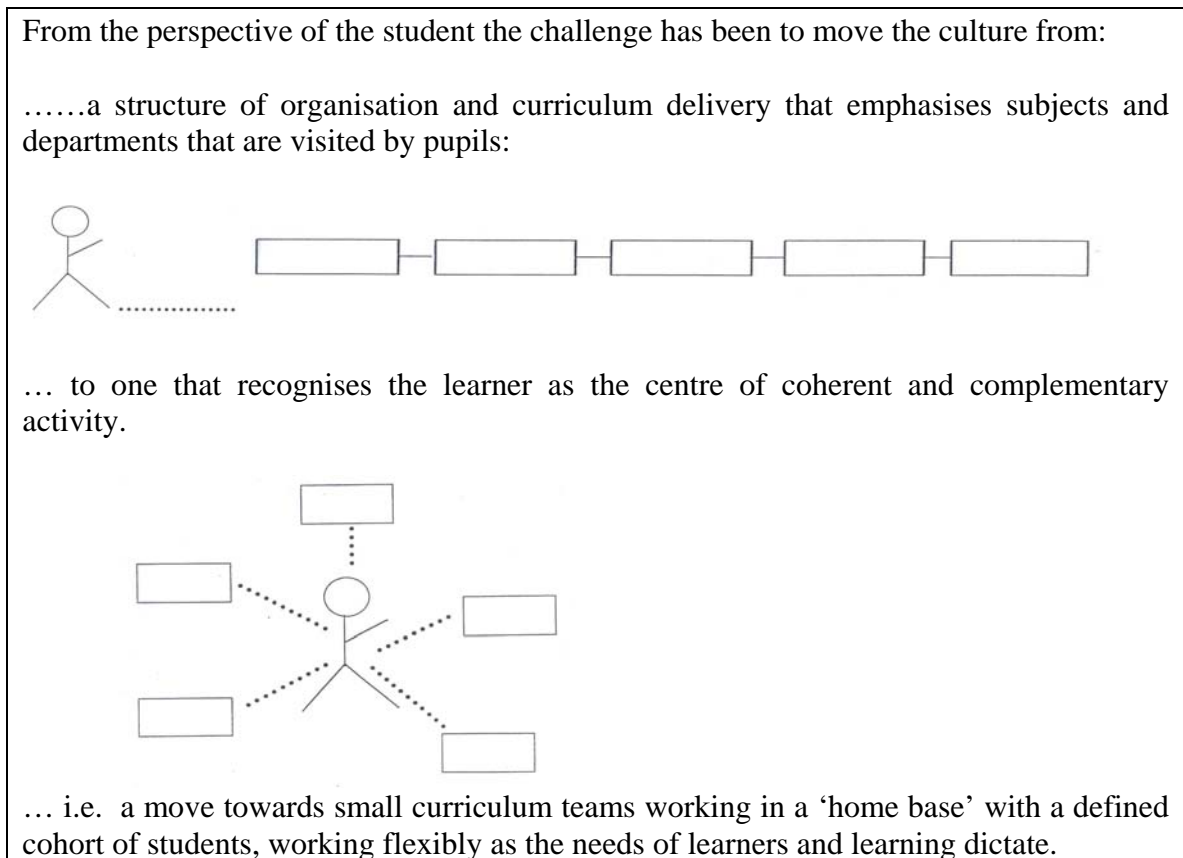 From the perspective of the student the challenge has been to move the culture from:
……a structure of organisation and curriculum delivery that emphasises subjects and
departments that are visited by pupils:
… to one that recognises the learner as the centre of coherent and complementary
activity.
… i.e. a move towards small curriculum teams working in a ‘home base’ with a defined
cohort of students, working flexibly as the needs of learners and learning dictate.